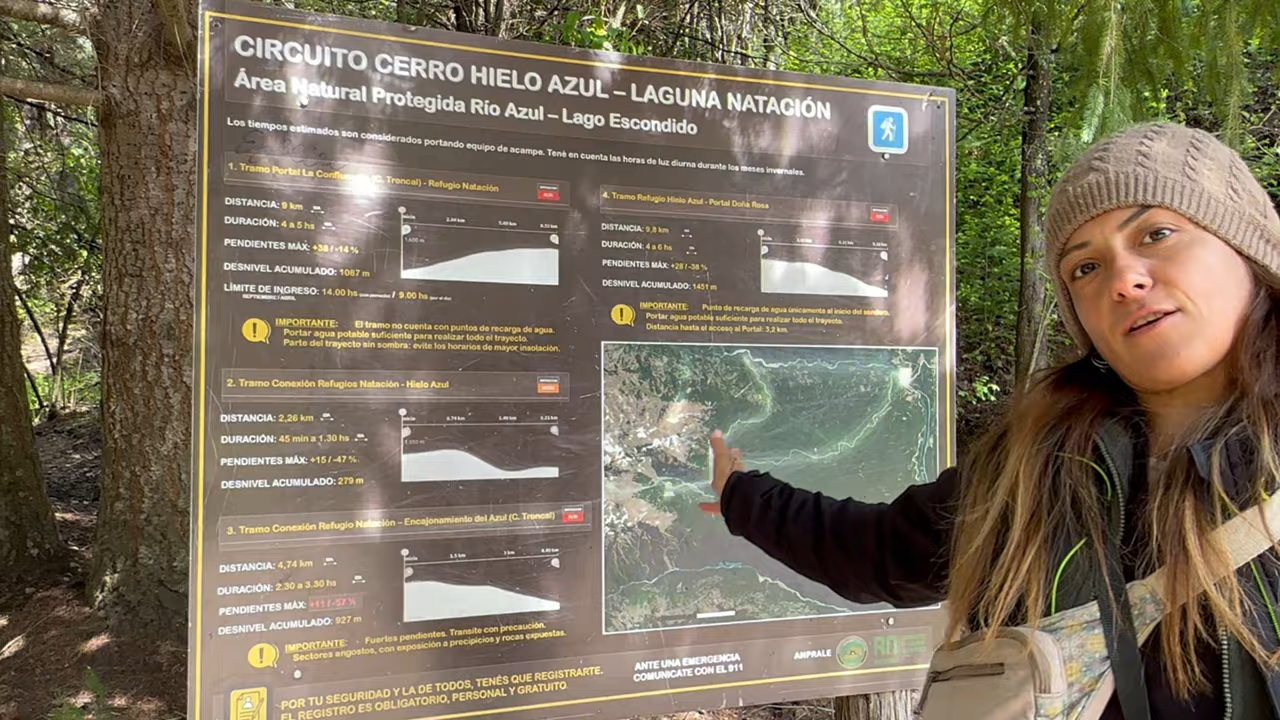 CIRCUITO CERRO HIELO AZUL – LAGUNA NATACIÓN
Área Natural Protegida Río Azul – Lago Escondido
Los tiempos estimados son considerados portando equipo de acampe. Tené en cuenta las horas de luz diurna durante los meses invernales.
1. Tramo Portal La Confluencia (C. Troncal) - Refugio Natación
DISTANCIA: 9 km
DURACIÓN: 4 a 5 hs
PENDIENTES MÁX: +38 / -14 %
DESNIVEL ACUMULADO: 1087 m
LÍMITE DE INGRESO: 14.00 hs / 9.00 hs
SEPTIEMBRE / ABRIL
IMPORTANTE: El tramo no cuenta con puntos de recarga de agua.
Portar agua potable suficiente para realizar todo el trayecto.
Parte del trayecto sin sombra: evite los horarios de mayor insolación.
2. Tramo Conexión Refugios Natación - Hielo Azul
DISTANCIA: 2,26 km
DURACIÓN: 45 min a 1.30 hs
PENDIENTES MÁX: +15 / -47 %
DESNIVEL ACUMULADO: 279 m
3. Tramo Conexión Refugio Natación – Encajonamiento del Azul (C. Troncal)
DISTANCIA: 4,74 km
DURACIÓN: 2.30 a 3.30 hs
PENDIENTES MÁX: +11 / -57 %
DESNIVEL ACUMULADO: 927 m
IMPORTANTE: Fuertes pendientes. Transite con precaución.
Sectores angostos, con exposición a precipicios y rocas expuestas.
4. Tramo Refugio Hielo Azul - Portal Doña Rosa
DISTANCIA: 9,8 km
DURACIÓN: 4 a 6 hs
PENDIENTES MÁX: +28 / -38 %
DESNIVEL ACUMULADO: 1451 m
IMPORTANTE: Punto de recarga de agua únicamente al inicio del sendero.
Portar agua potable suficiente para realizar todo el trayecto.
Distancia hasta el acceso al Portal: 3,2 km.
POR TU SEGURIDAD Y LA DE TODOS, TENÉS QUE REGISTRARTE.
EL REGISTRO ES OBLIGATORIO, PERSONAL Y GRATUITO
ANTE UNA EMERGENCIA
COMUNICATE CON EL 911
ANPRALE
RN